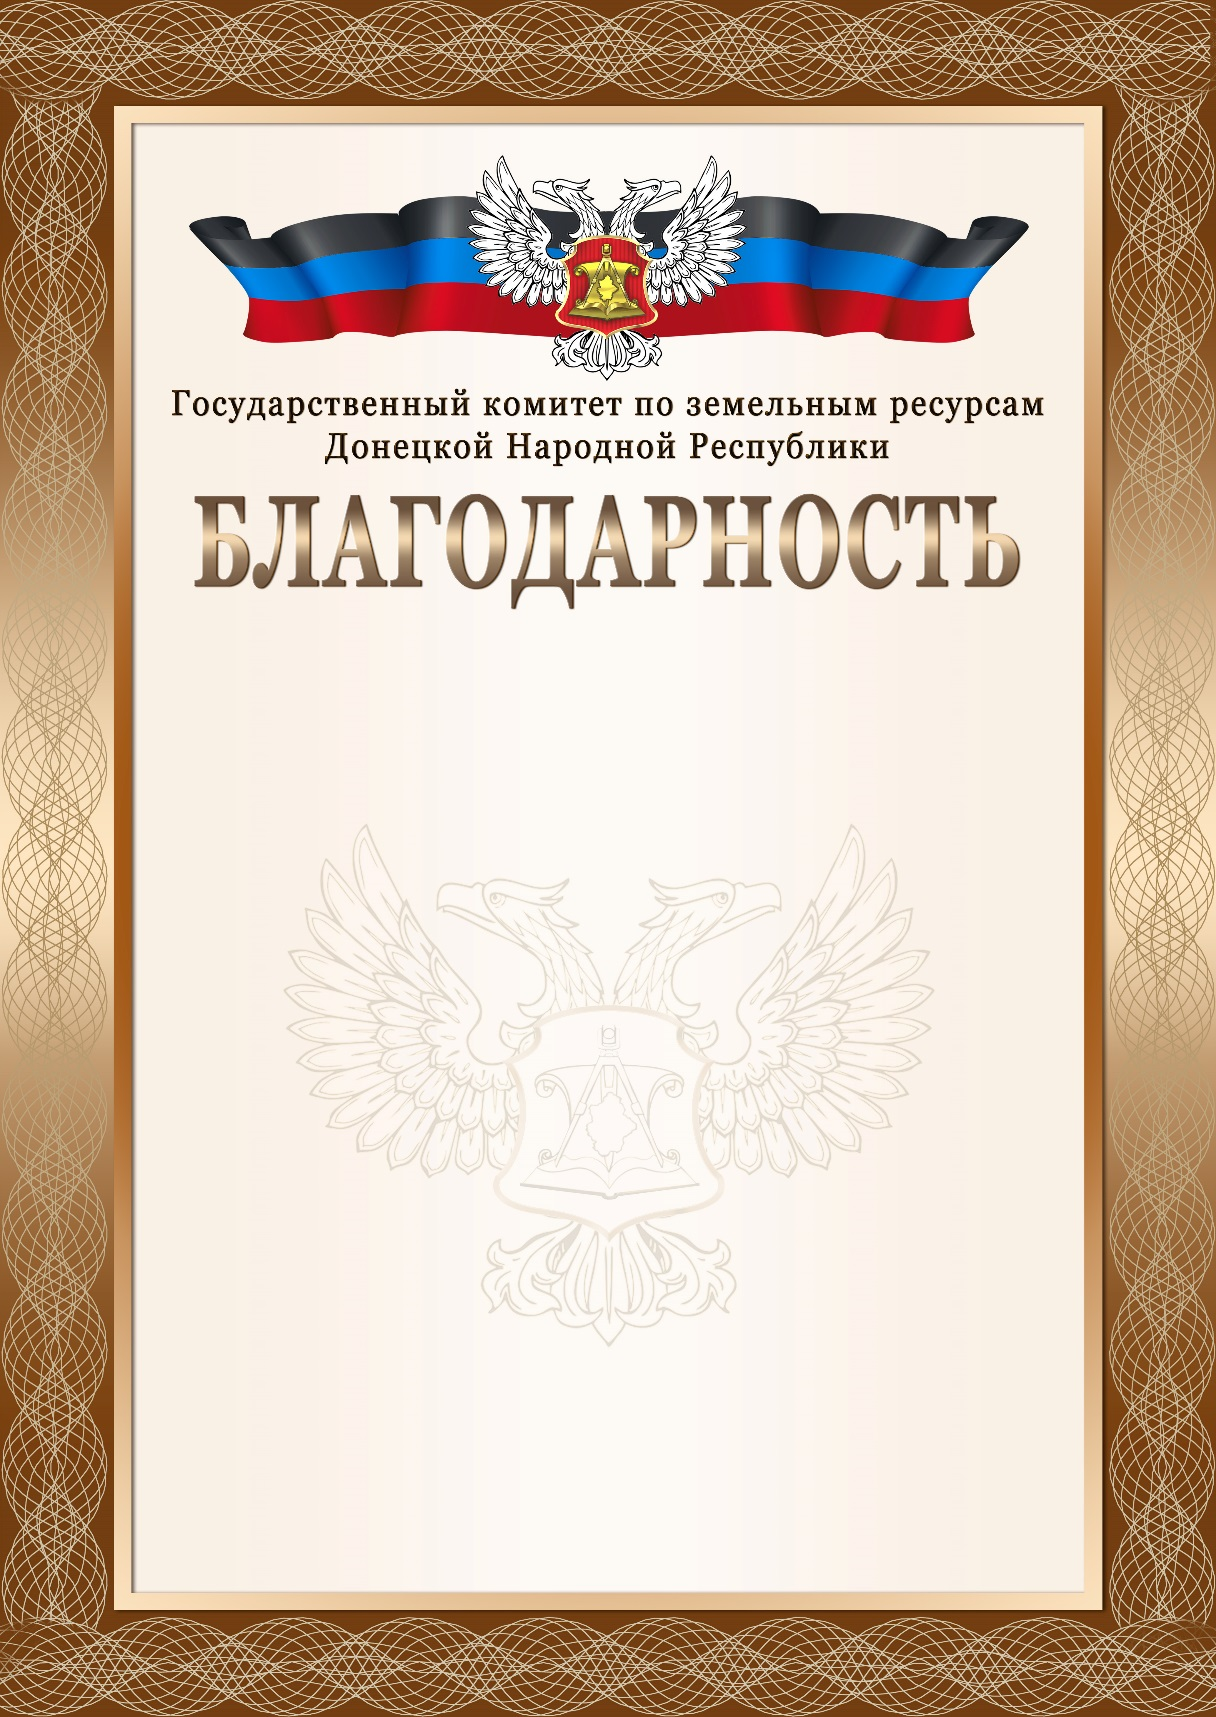 Государственный комитет по земельным ресурсам
Донецкой Народной Республики
БЛАГОДАРНОСТЬ